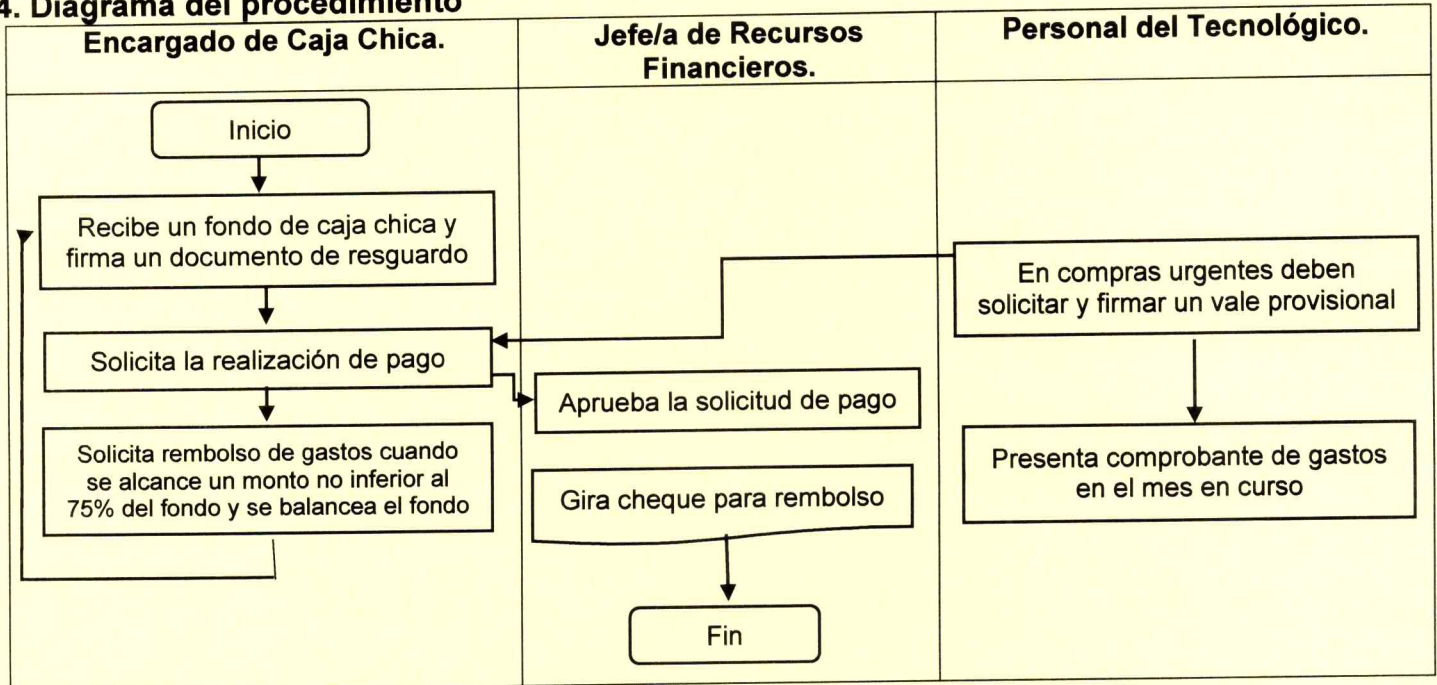 4. Diagrama del procedimiento
Encargado de Caja Chica.
Jefe/a de Recursos
Financieros.
Personal del Tecnológico.
Inicio
Recibe un fondo de caja chica y
firma un documento de resguardo
En compras urgentes deben
solicitar y firmar un vale provisional
Solicita la realización de pago
Aprueba la solicitud de pago
Solicita rembolso de gastos cuando
se alcance un monto no inferior al
75% del fondo y se balancea el fondo
Presenta comprobante de gastos
en el mes en curso
Gira cheque para rembolso
Fin